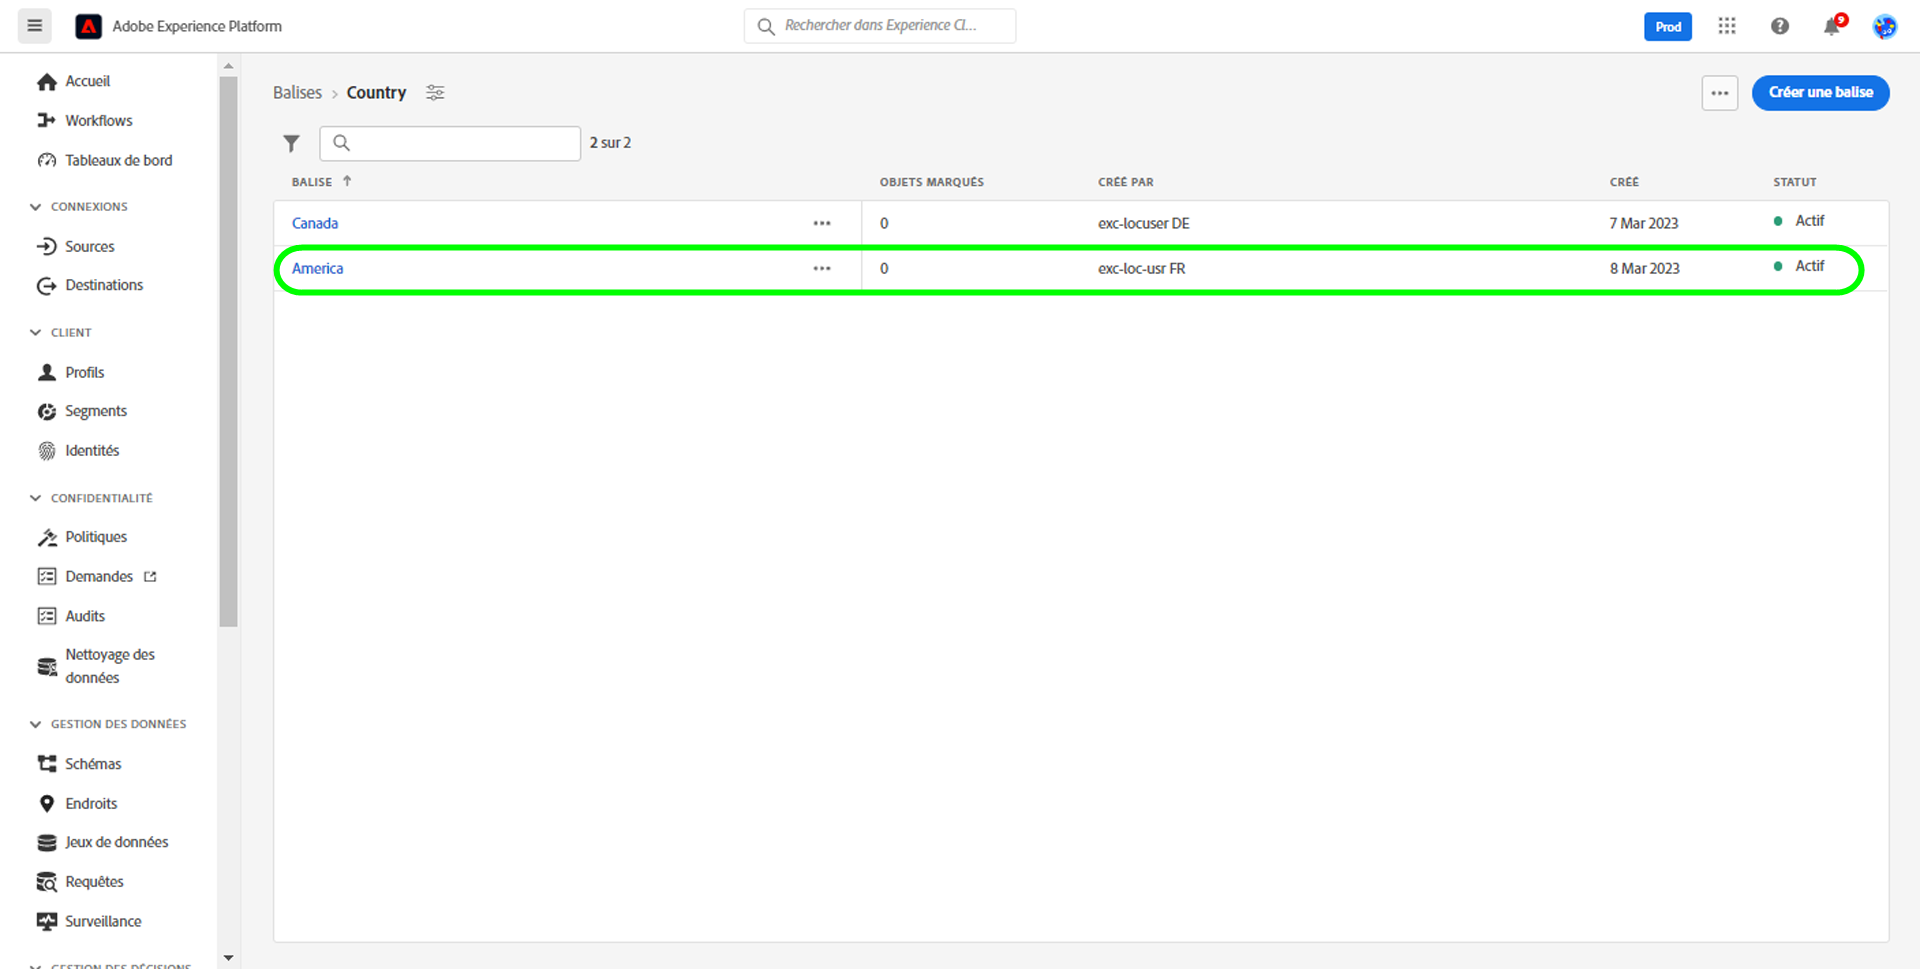 Adobe Experience Platform
Rechercher dans Experience Cl...
Prod
9
Accueil
Workflows
Tableaux de bord
CONNEXIONS
Sources
Destinations
CLIENT
Profils
Segments
Identités
CONFIDENTIALITÉ
Politiques
Demandes
Audits
Nettoyage des
données
GESTION DES DONNÉES
Schémas
Endroits
Jeux de données
Requêtes
Surveillance
GESTION DES DÉCISIONS
Balises > Country
Créer une balise
2 sur 2
BALISE OBJETS MARQUÉS CRÉÉ PAR CRÉÉ STATUT
Canada 0 exc-locuser DE 7 Mar 2023 Actif
America 0 exc-loc-usr FR 8 Mar 2023 Actif